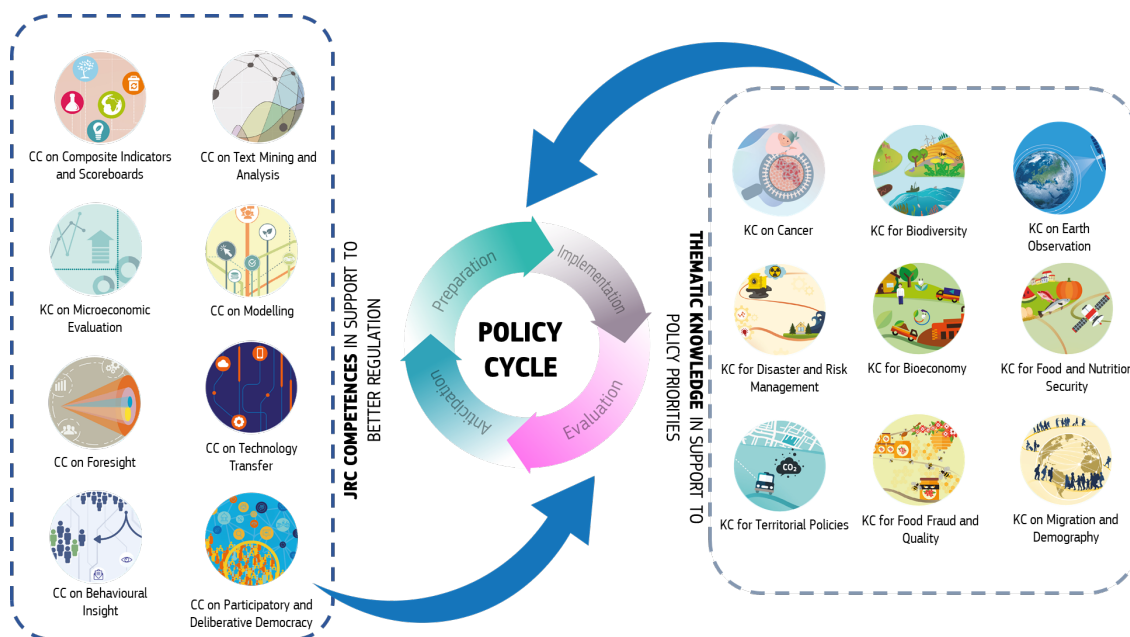 CC on Composite Indicators
and Scoreboards
CC on Text Mining and
Analysis
KC on Microeconomic
Evaluation
CC on Modelling
CC on Foresight
CC on Technology
Transfer
CC on Behavioural
Insight
CC on Participatory and
Deliberative Democracy
JRC COMPETENCES IN SUPPORT TO
BETTER REGULATION
Preparation
Implementation
POLICY
CYCLE
Anticipation
Evaluation
THEMATIC KNOWLEDGE IN SUPPORT TO
POLICY PRIORITIES
KC on Cancer
KC for Biodiversity
KC on Earth
Observation
KC for Disaster and Risk
Management
KC for Bioeconomy
KC for Food and Nutrition
Security
CO2
KC for Territorial Policies
KC for Food Fraud and
Quality
KC on Migration and
Demography